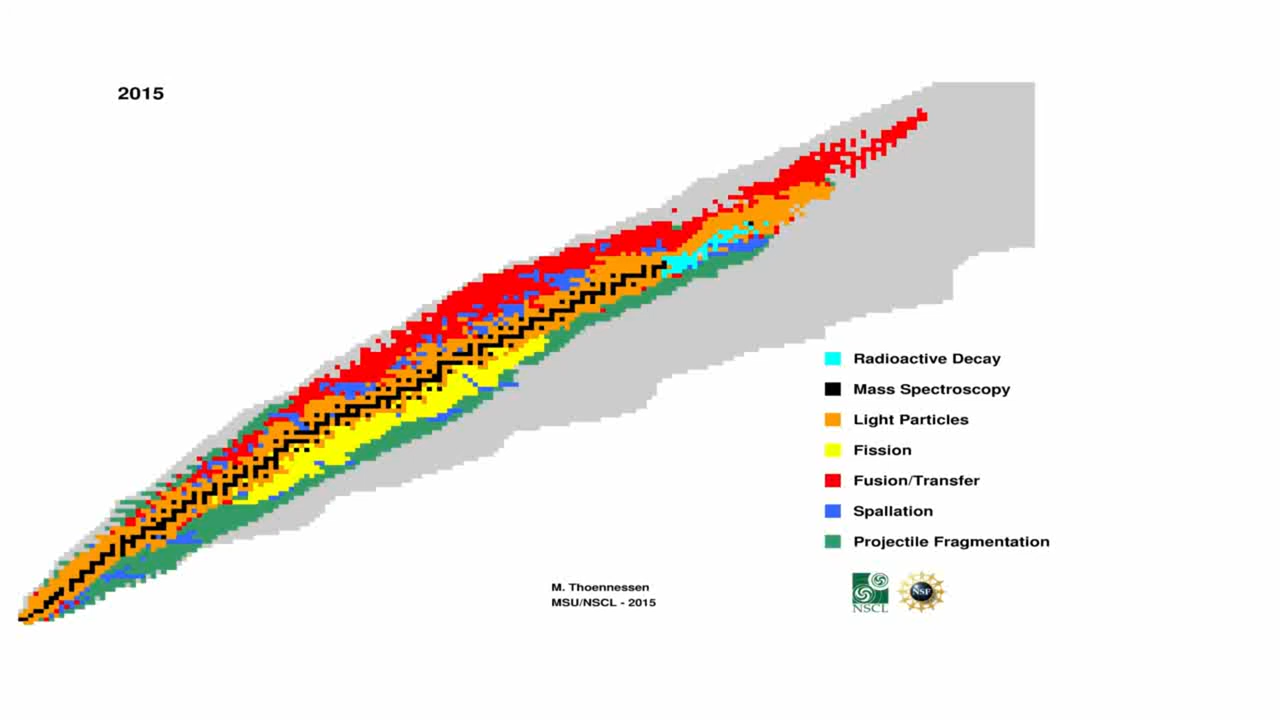 2015
Radioactive Decay
Mass Spectroscopy
Light Particles
Fission
Fusion/Transfer
Spallation
Projectile Fragmentation
M. Thoennessen
MSU/NSCL - 2015
NSCL
NSF